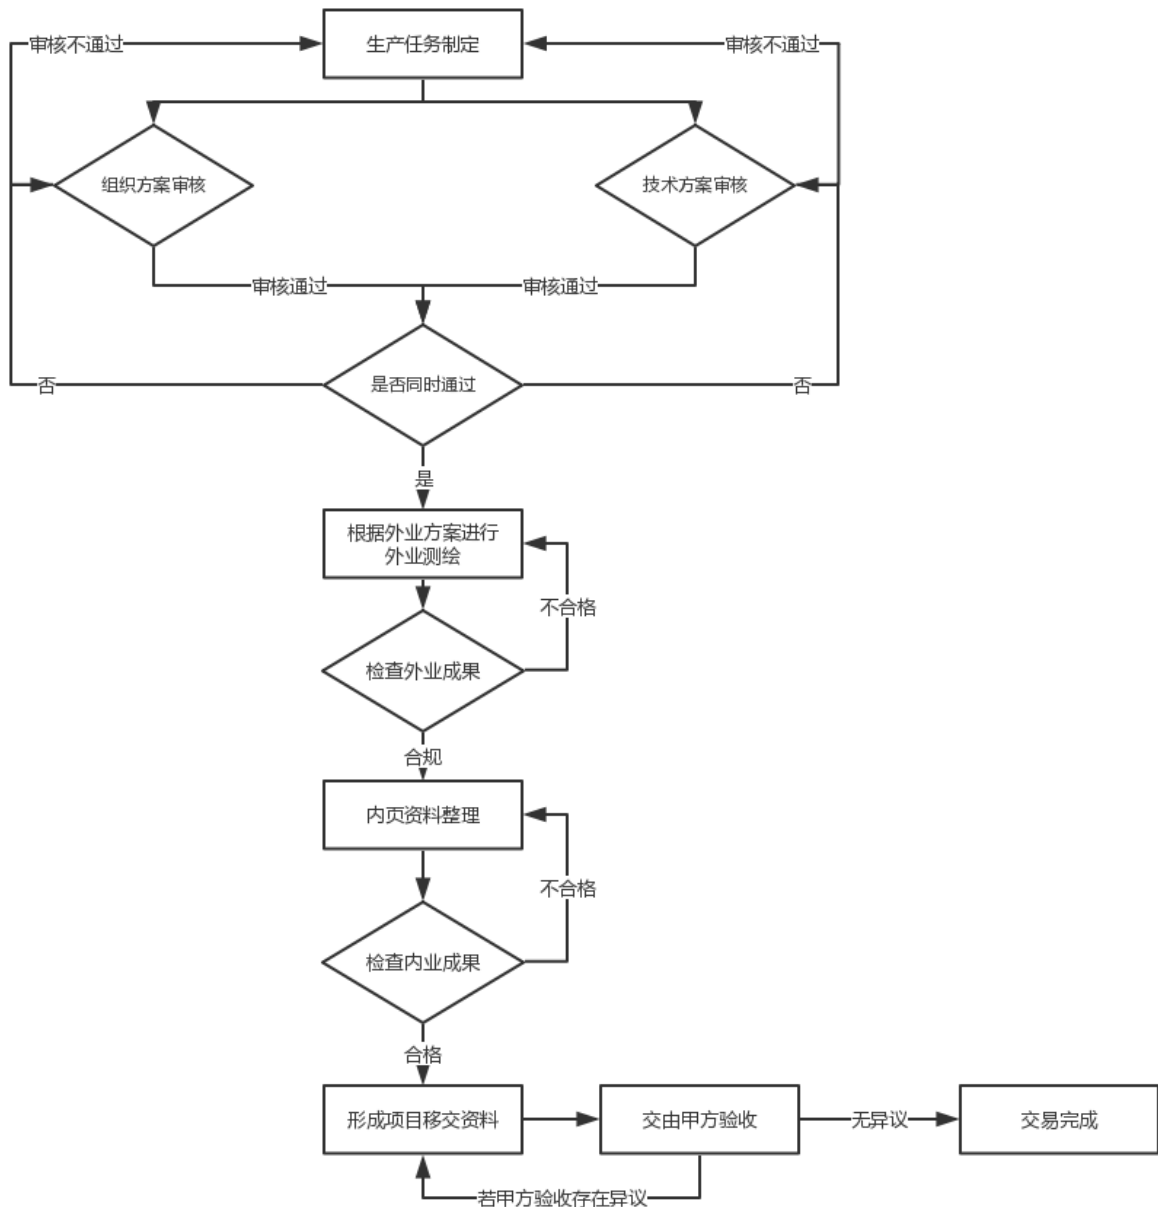 审核不通过
生产任务制定
审核不通过
组织方案审核
技术方案审核
审核通过
审核通过
否
是否同时通过
否
是
根据外业方案进行
外业测绘
不合格
检查外业成果
合规
内页资料整理
不合格
检查内业成果
合格
形成项目移交资料
交由甲方验收
无异议
交易完成
若甲方验收存在异议